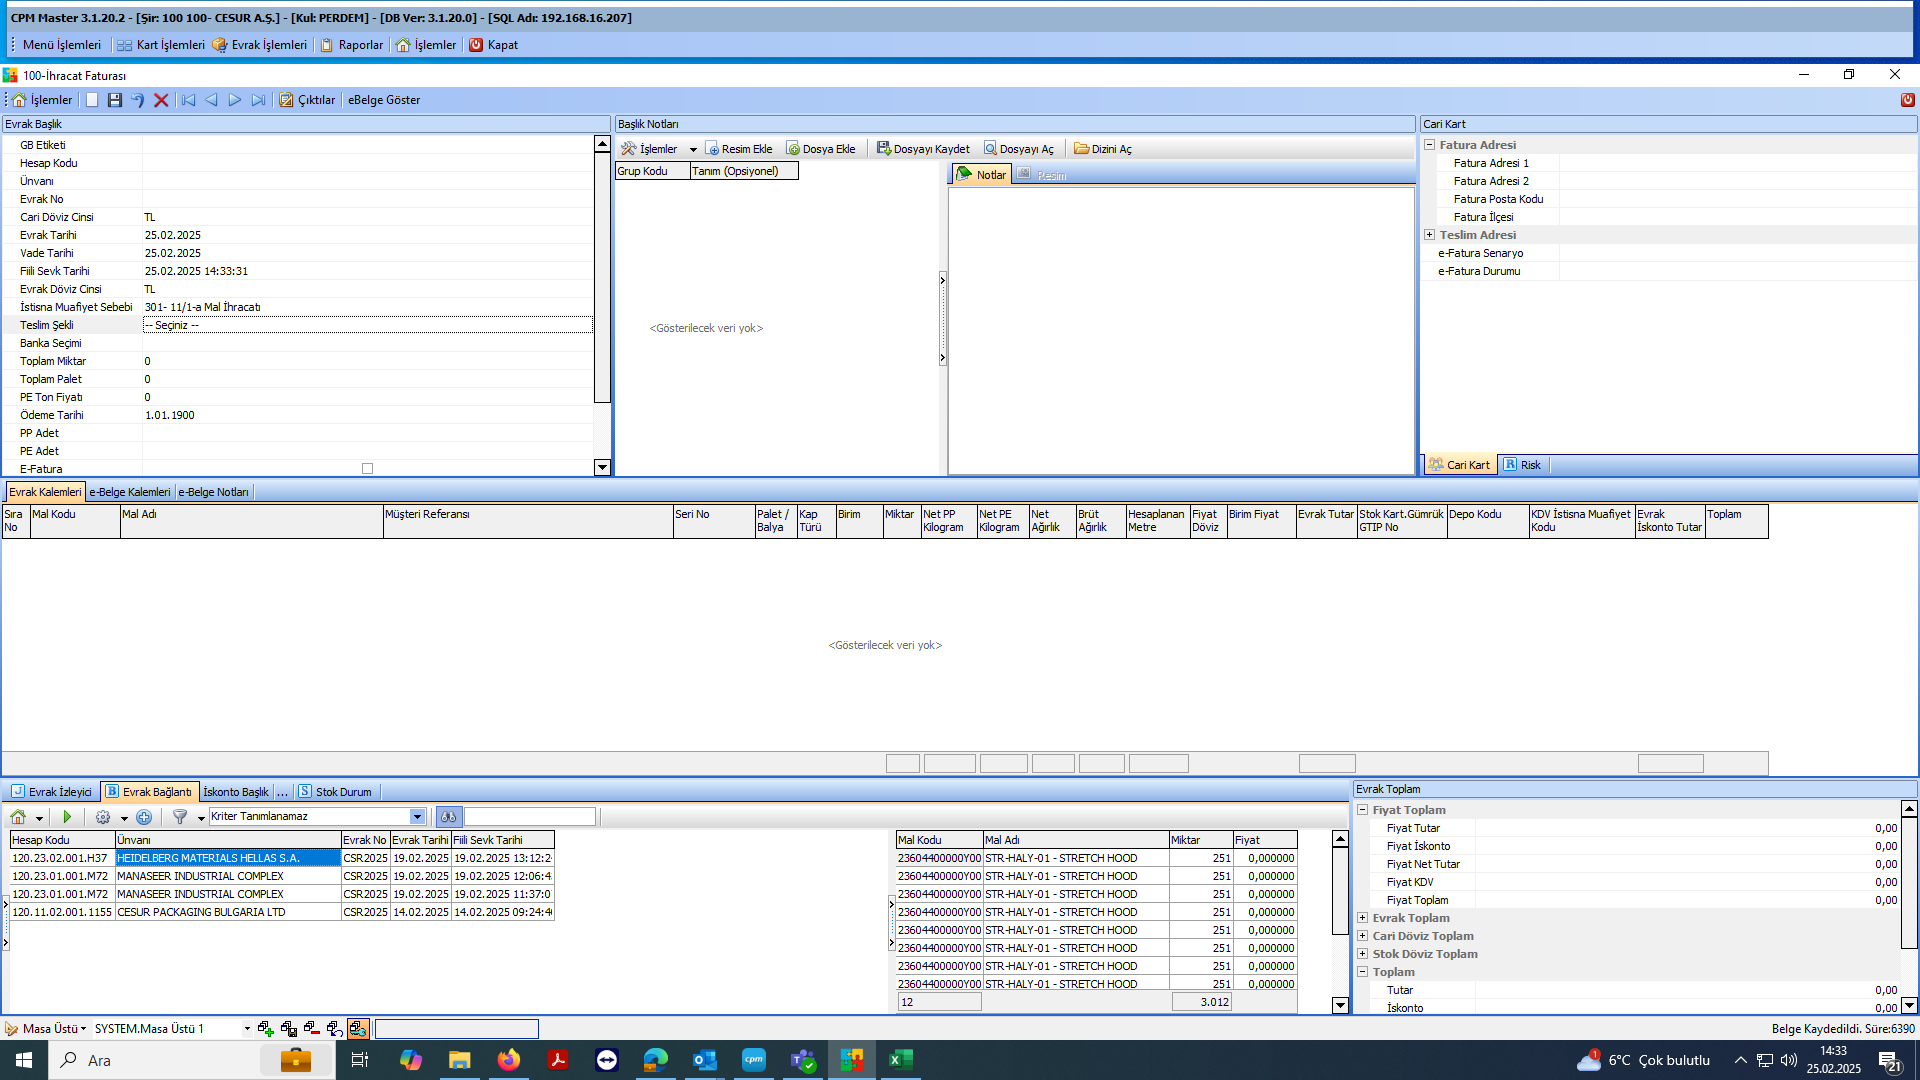 CPM Master 3.1.20.2 - [Şir: 100 100- CESUR A.Ş.] - [Kul: PERDEM] - [DB Ver: 3.1.20.0] - [SQL Adı: 192.168.16.207]
Menü İşlemleri Kart İşlemleri Evrak İşlemleri Raporlar İşlemler Kapat
100-İhracat Faturası
İşlemler Çıktılar eBelge Göster
Evrak Başlık
GB Etiketi
Hesap Kodu
Ünvanı
Evrak No
Cari Döviz Cinsi TL
Evrak Tarihi 25.02.2025
Vade Tarihi 25.02.2025
Fiili Sevk Tarihi 25.02.2025 14:33:31
Evrak Döviz Cinsi TL
İstisna Muafiyet Sebebi 301- 11/1-a Mal İhracatı
Teslim Şekli -- Seçiniz --
Banka Seçimi
Toplam Miktar 0
Toplam Palet 0
PE Ton Fiyatı 0
Ödeme Tarihi 1.01.1900
PP Adet
PE Adet
E-Fatura
Başlık Notları
İşlemler Resim Ekle Dosya Ekle Dosyayı Kaydet Dosyayı Aç Dizini Aç
Grup Kodu Tanım (Opsiyonel)
Notlar Resim
<Gösterilecek veri yok>
Cari Kart
Fatura Adresi
Fatura Adresi 1
Fatura Adresi 2
Fatura Posta Kodu
Fatura İlçesi
Teslim Adresi
e-Fatura Senaryo
e-Fatura Durumu
Cari Kart R Risk
Evrak Kalemleri e-Belge Kalemleri e-Belge Notları
Sıra No Mal Kodu Mal Adı Müşteri Referansı Seri No Palet / Balya Kap Türü Birim Miktar Net PP Kilogram Net PE Kilogram Net Ağırlık Brüt Ağırlık Hesaplanan Metre Fiyat Döviz Birim Fiyat Evrak Tutar Stok Kart.Gümrük GTIP No Depo Kodu KDV İstisna Muafiyet Kodu Evrak İskonto Tutar Toplam
<Gösterilecek veri yok>
J Evrak İzleyici B Evrak Bağlantı İskonto Başlık ... S Stok Durum
Kriter Tanımlanamaz
Hesap Kodu Ünvanı Evrak No Evrak Tarihi Fiili Sevk Tarihi
120.23.02.001.H37 HEIDELBERG MATERIALS HELLAS S.A. CSR2025 19.02.2025 19.02.2025 13:12:2
120.23.01.001.M72 MANASEER INDUSTRIAL COMPLEX CSR2025 19.02.2025 19.02.2025 12:06:4
120.23.01.001.M72 MANASEER INDUSTRIAL COMPLEX CSR2025 19.02.2025 19.02.2025 11:37:0
120.11.02.001.1155 CESUR PACKAGING BULGARIA LTD CSR2025 14.02.2025 14.02.2025 09:24:4
Mal Kodu Mal Adı Miktar Fiyat
23604400000Y00 STR-HALY-01 - STRETCH HOOD 251 0,000000
23604400000Y00 STR-HALY-01 - STRETCH HOOD 251 0,000000
23604400000Y00 STR-HALY-01 - STRETCH HOOD 251 0,000000
23604400000Y00 STR-HALY-01 - STRETCH HOOD 251 0,000000
23604400000Y00 STR-HALY-01 - STRETCH HOOD 251 0,000000
23604400000Y00 STR-HALY-01 - STRETCH HOOD 251 0,000000
23604400000Y00 STR-HALY-01 - STRETCH HOOD 251 0,000000
23604400000Y00 STR-HALY-01 - STRETCH HOOD 251 0,000000
12 3.012
Evrak Toplam
Fiyat Toplam
Fiyat Tutar 0,00
Fiyat İskonto 0,00
Fiyat Net Tutar 0,00
Fiyat KDV 0,00
Fiyat Toplam 0,00
Evrak Toplam
Cari Döviz Toplam
Stok Döviz Toplam
Toplam
Tutar 0,00
İskonto 0,00
Masa Üstü SYSTEM.Masa Üstü 1
Belge Kaydedildi. Süre:6390
Ara
cpm
1 6°C Çok bulutlu
14:33
25.02.2025
21